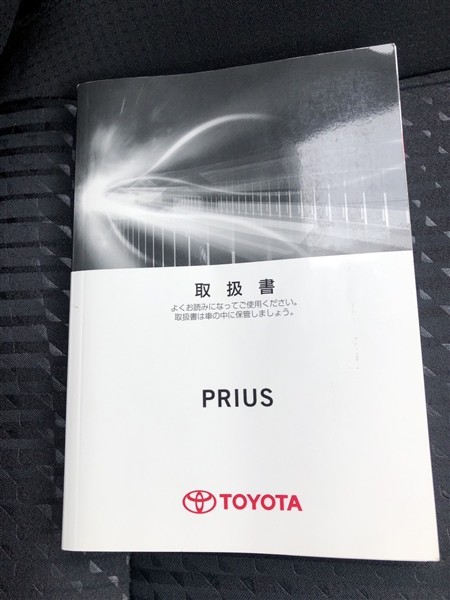 取扱書
よくお読みになってご使用ください。
取扱書は車の中に保管しましょう。
PRIUS
TOYOTA